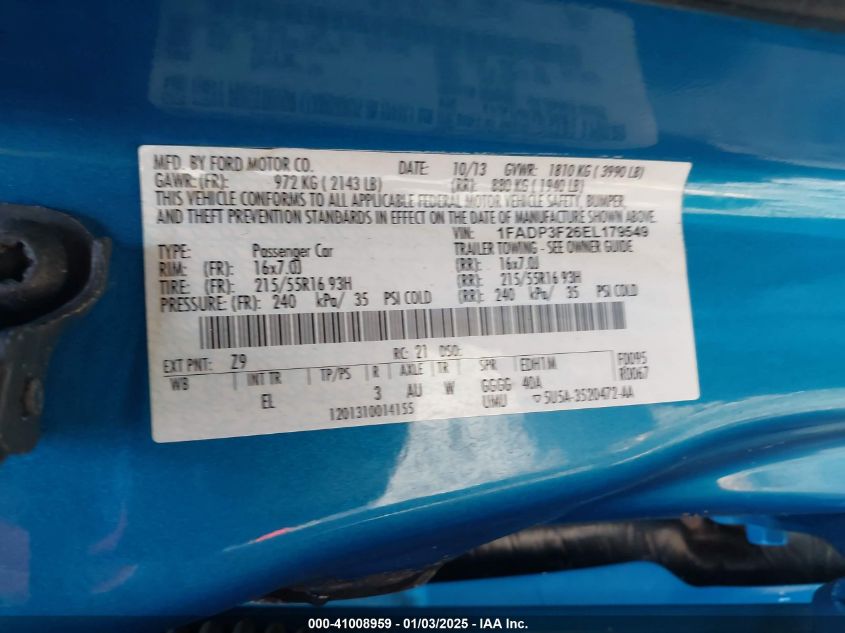 MFD. BY FORD MOTOR CO. DATE: 10/13 GVWR: 1810 KG ( 3990 LB)
GAWR: (FR): 972 KG ( 2143 LB) (RR): 880 KG ( 1940 LB)
THIS VEHICLE CONFORMS TO ALL APPLICABLE FEDERAL MOTOR VEHICLE SAFETY, BUMPER,
AND THEFT PREVENTION STANDARDS IN EFFECT ON THE DATE OF MANUFACTURE SHOWN ABOVE.
VIN: 1FADP3F26EL179549
TYPE: Passenger Car TRAILER TOWING - SEE OWNER GUIDE
RIM: (FR): 16x7.0J (RR): 16x7.0J
TIRE: (FR): 215/55R16 93H (RR): 215/55R16 93H
PRESSURE: (FR): 240 kPa/ 35 PSI COLD (RR): 240 kPa/ 35 PSI COLD
EXT PNT: Z9 RC: 21 DSO: FD095
WB INT TR TP/PS R AXLE TR SPR EDH1M RD067
EL 3 AU W GGGG 40A
1201310014155 UMU ▽5U5A-3520472-AA
000-41008959 - 01/03/2025 - IAA Inc.